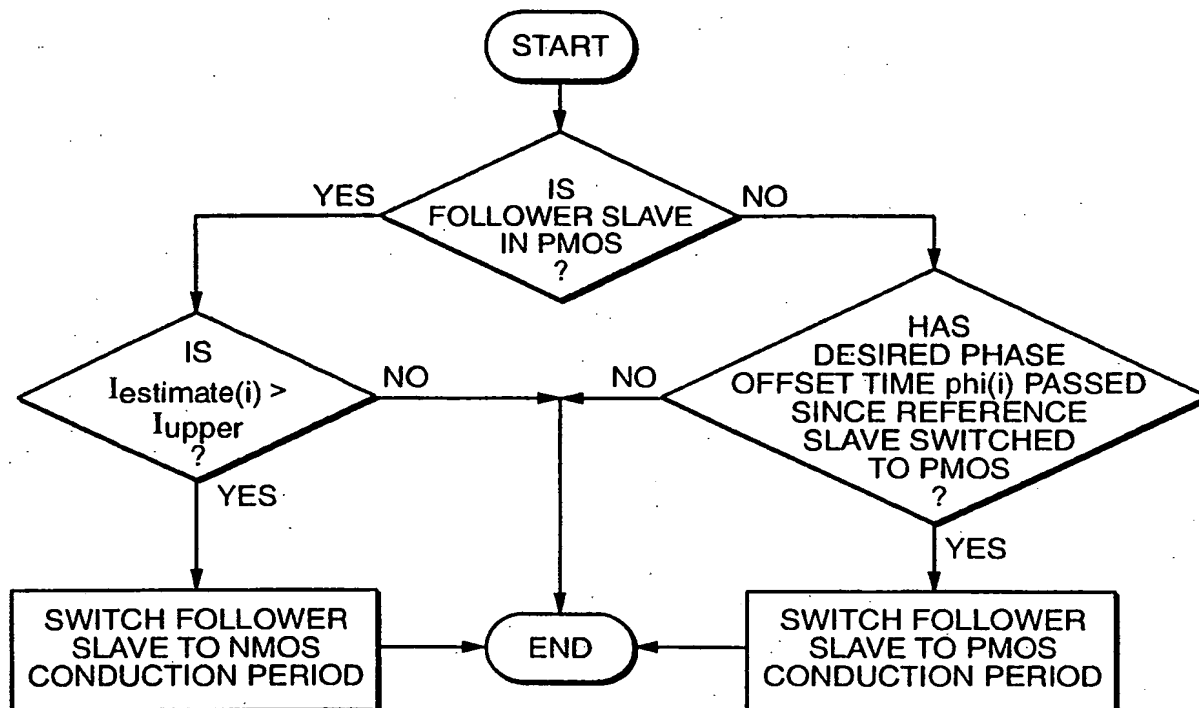 START
IS
FOLLOWER SLAVE
IN PMOS
?
YES
NO
IS
Iestimate(i) >
Iupper
?
NO
YES
HAS
DESIRED PHASE
OFFSET TIME phi(i) PASSED
SINCE REFERENCE
SLAVE SWITCHED
TO PMOS
?
NO
YES
SWITCH FOLLOWER
SLAVE TO NMOS
CONDUCTION PERIOD
END
SWITCH FOLLOWER
SLAVE TO PMOS
CONDUCTION PERIOD